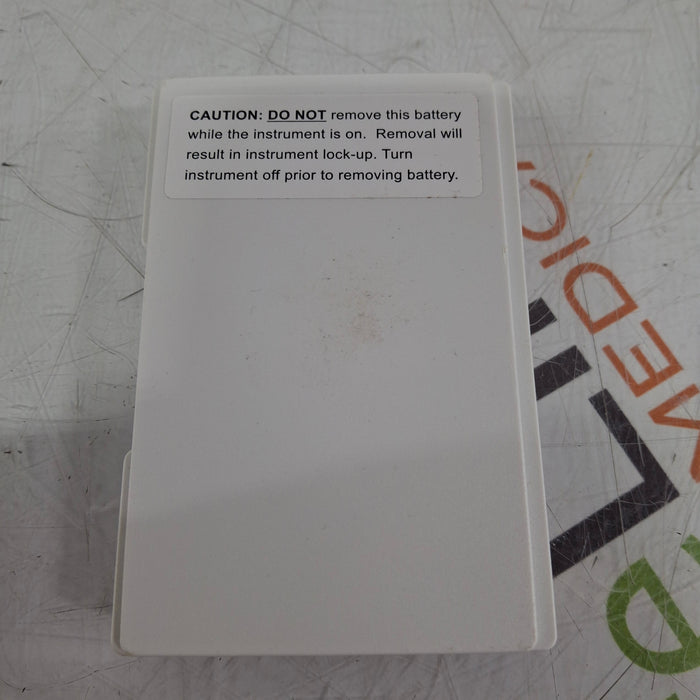 CAUTION: DO NOT remove this battery
while the instrument is on.  Removal will
result in instrument lock-up. Turn
instrument off prior to removing battery.
MEDIC